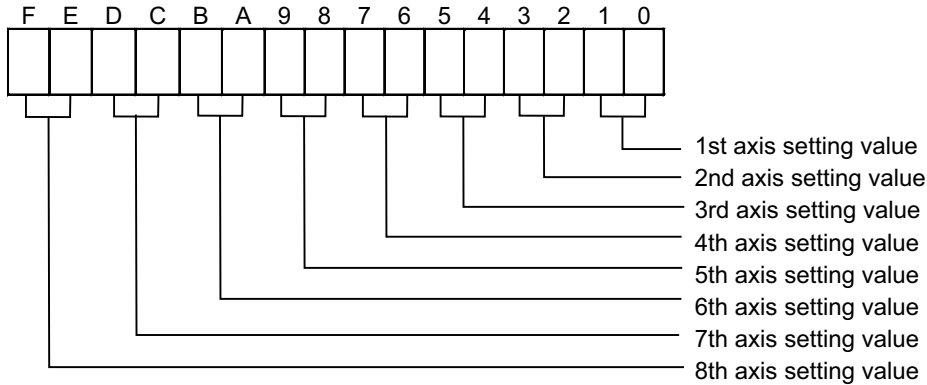 F E D C B A 9 8 7 6 5 4 3 2 1 0
1st axis setting value
2nd axis setting value
3rd axis setting value
4th axis setting value
5th axis setting value
6th axis setting value
7th axis setting value
8th axis setting value